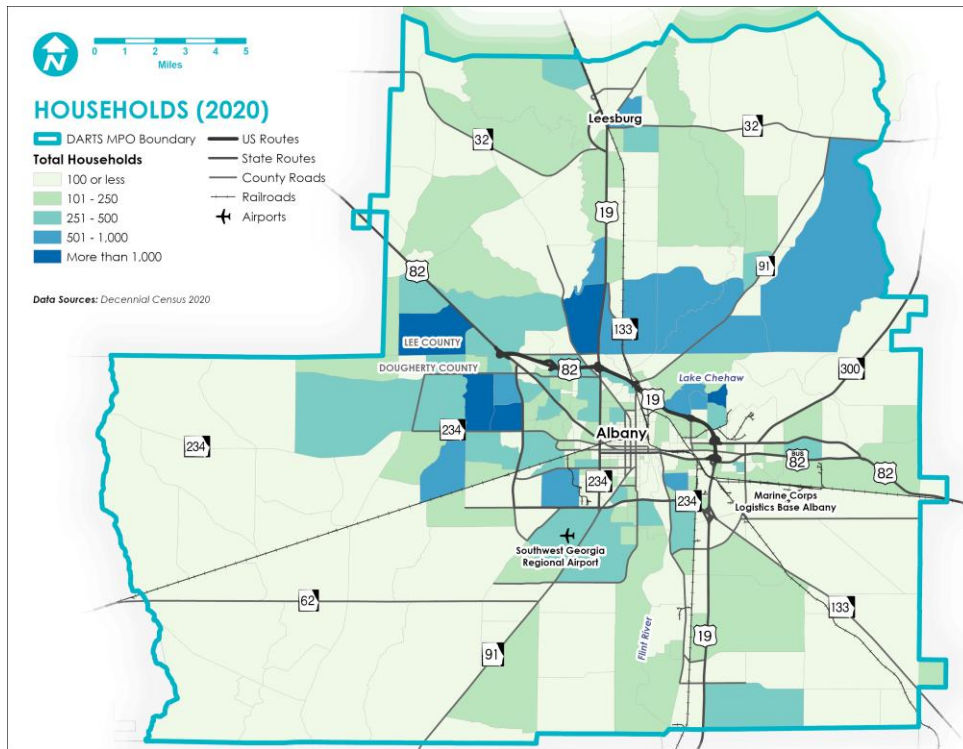 N
0 1 2 3 4 5
Miles
HOUSEHOLDS (2020)
DARTS MPO Boundary
Total Households
100 or less
101 - 250
251 - 500
501 - 1,000
More than 1,000
US Routes
State Routes
County Roads
Railroads
Airports
Data Sources: Decennial Census 2020
Leesburg
32
32
19
82
91
133
LEE COUNTY
DOUGHERTY COUNTY
82
300
Lake Chehaw
19
234
234
Albany
BUS
82
82
234
234
Marine Corps
Logistics Base Albany
Southwest Georgia
Regional Airport
62
133
19
Flint River
91